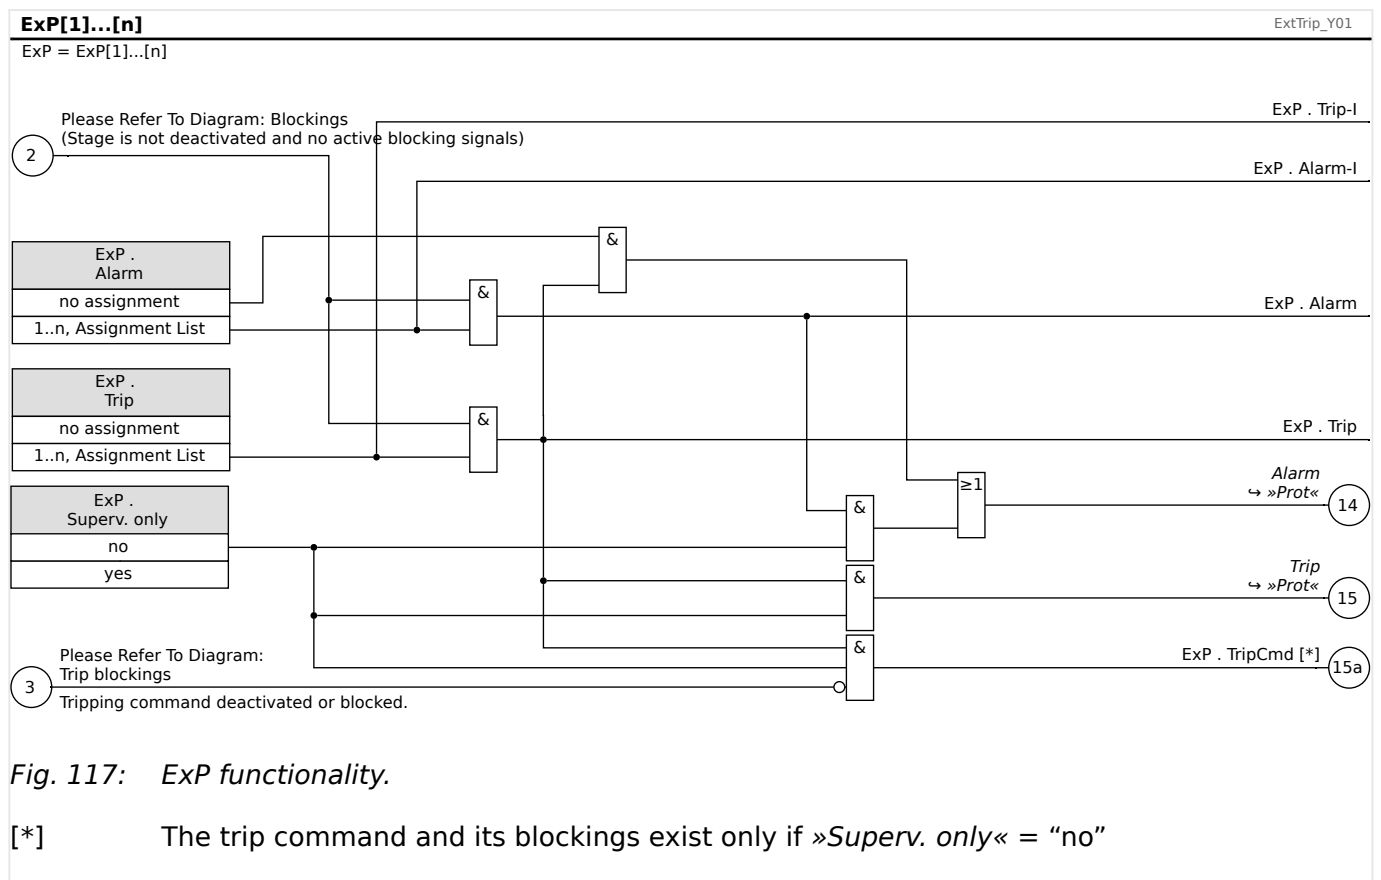 ExP[1]...[n]
ExtTrip_Y01
ExP = ExP[1]...[n]
Please Refer To Diagram: Blockings
(Stage is not deactivated and no active blocking signals)
2
ExP . Trip-I
ExP . Alarm-I
ExP .
Alarm
no assignment
1..n, Assignment List
&
&
ExP . Alarm
ExP .
Trip
no assignment
1..n, Assignment List
&
ExP . Trip
ExP .
Superv. only
no
yes
&
≥1
Alarm
↪ »Prot«
14
&
Trip
↪ »Prot«
15
Please Refer To Diagram:
Trip blockings
3
Tripping command deactivated or blocked.
&
ExP . TripCmd [*]
15a
Fig. 117: ExP functionality.
[*] The trip command and its blockings exist only if »Superv. only« = “no”